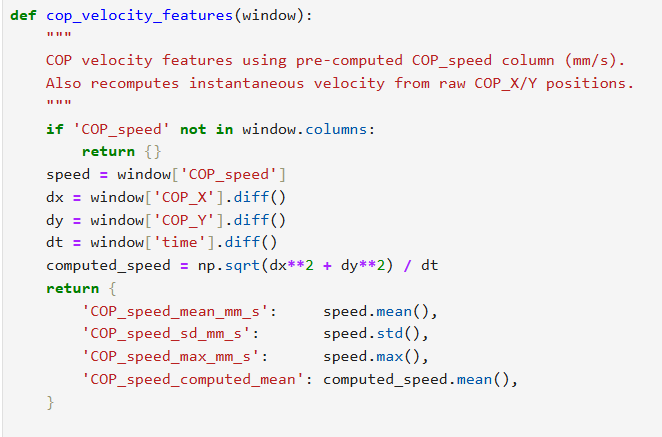 def cop_velocity_features(window):
    """
    COP velocity features using pre-computed COP_speed column (mm/s).
    Also recomputes instantaneous velocity from raw COP_X/Y positions.
    """
    if 'COP_speed' not in window.columns:
        return {}
    speed = window['COP_speed']
    dx = window['COP_X'].diff()
    dy = window['COP_Y'].diff()
    dt = window['time'].diff()
    computed_speed = np.sqrt(dx**2 + dy**2) / dt
    return {
        'COP_speed_mean_mm_s':     speed.mean(),
        'COP_speed_sd_mm_s':       speed.std(),
        'COP_speed_max_mm_s':      speed.max(),
        'COP_speed_computed_mean': computed_speed.mean(),
    }